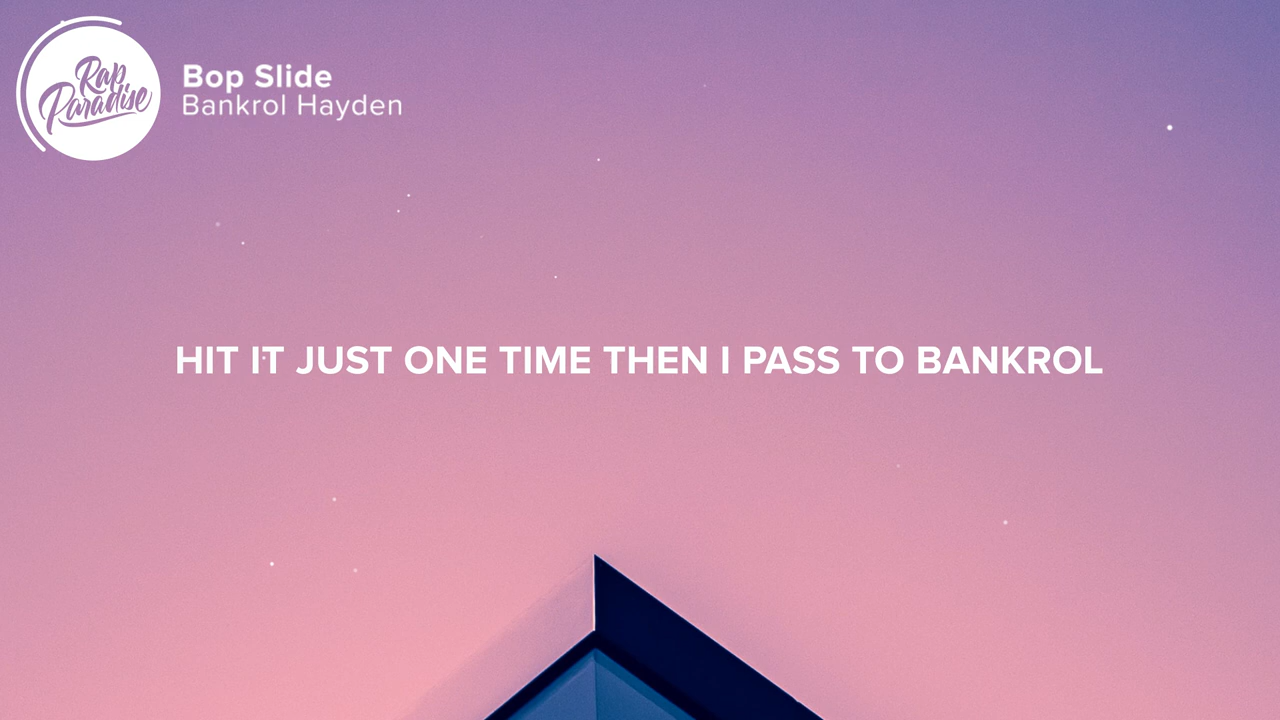 Rap
Paradise
Bop Slide
Bankrol Hayden
HIT IT JUST ONE TIME THEN I PASS TO BANKROL